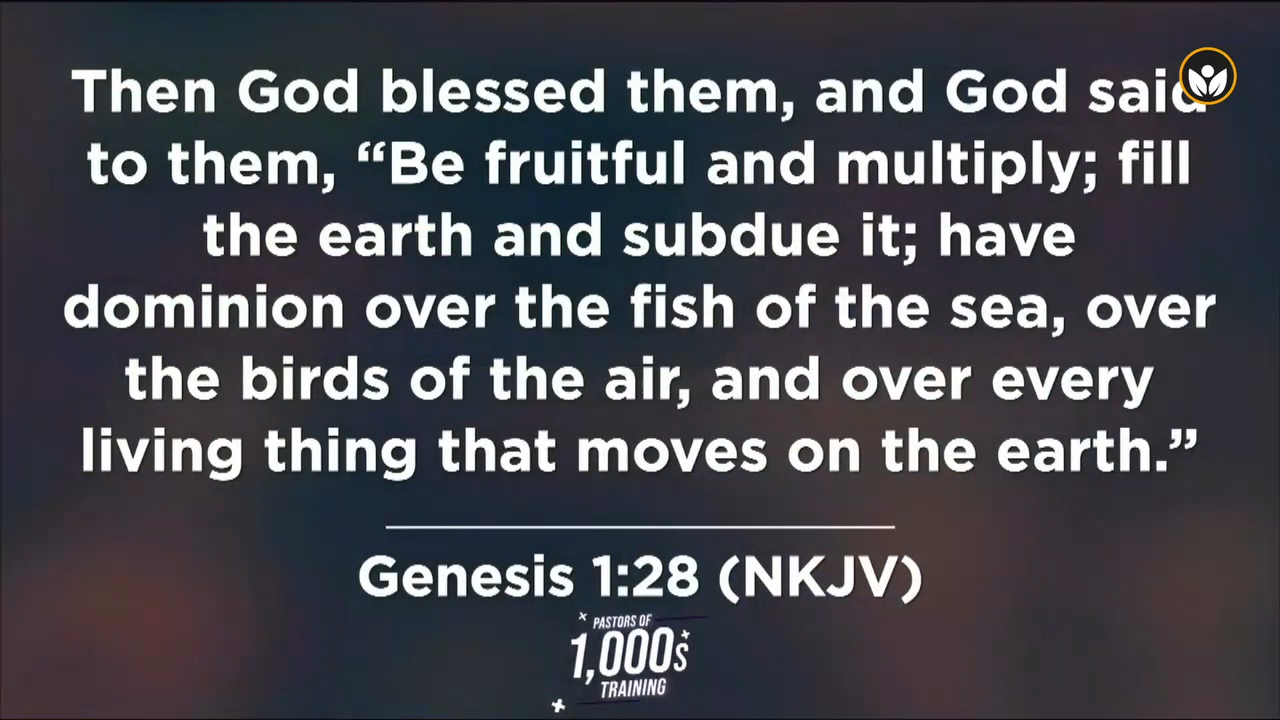 Then God blessed them, and God said
to them, “Be fruitful and multiply; fill
the earth and subdue it; have
dominion over the fish of the sea, over
the birds of the air, and over every
living thing that moves on the earth.”
Genesis 1:28 (NKJV)
PASTORS OF
1,000s
TRAINING